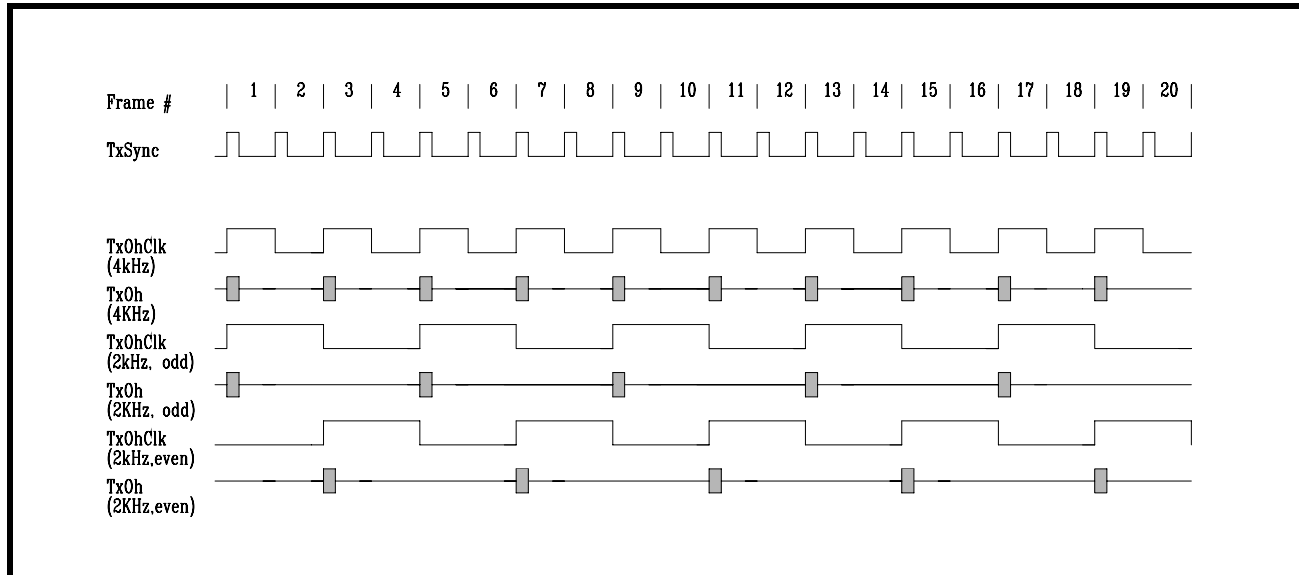 Frame # 1 2 3 4 5 6 7 8 9 10 11 12 13 14 15 16 17 18 19 20
TxSync
TxOhClk
(4kHz)
TxOh
(4KHz)
TxOhClk
(2kHz, odd)
TxOh
(2KHz, odd)
TxOhClk
(2kHz,even)
TxOh
(2KHz,even)